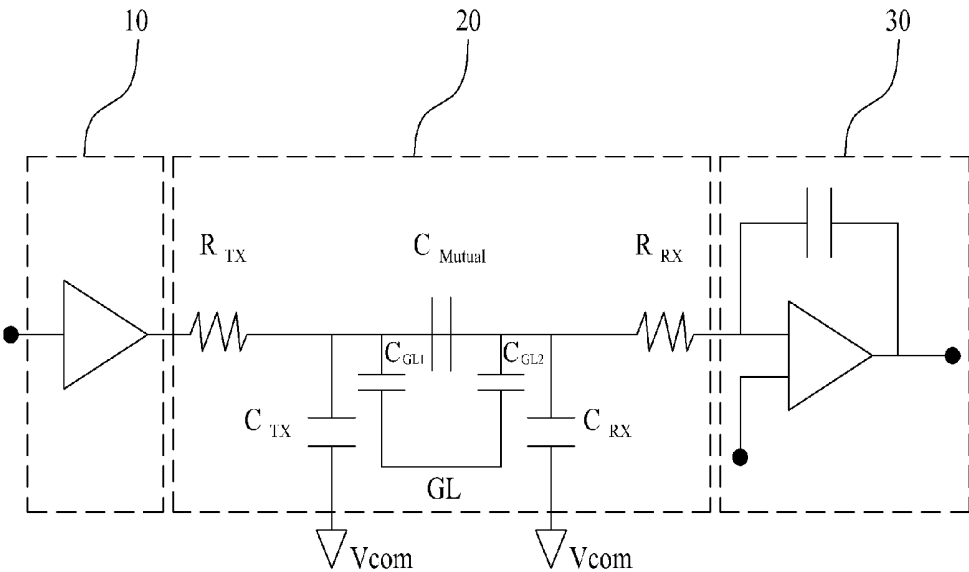 10 20 30
R TX C Mutual R RX
C GL1 C GL2
C TX C RX
GL
Vcom Vcom